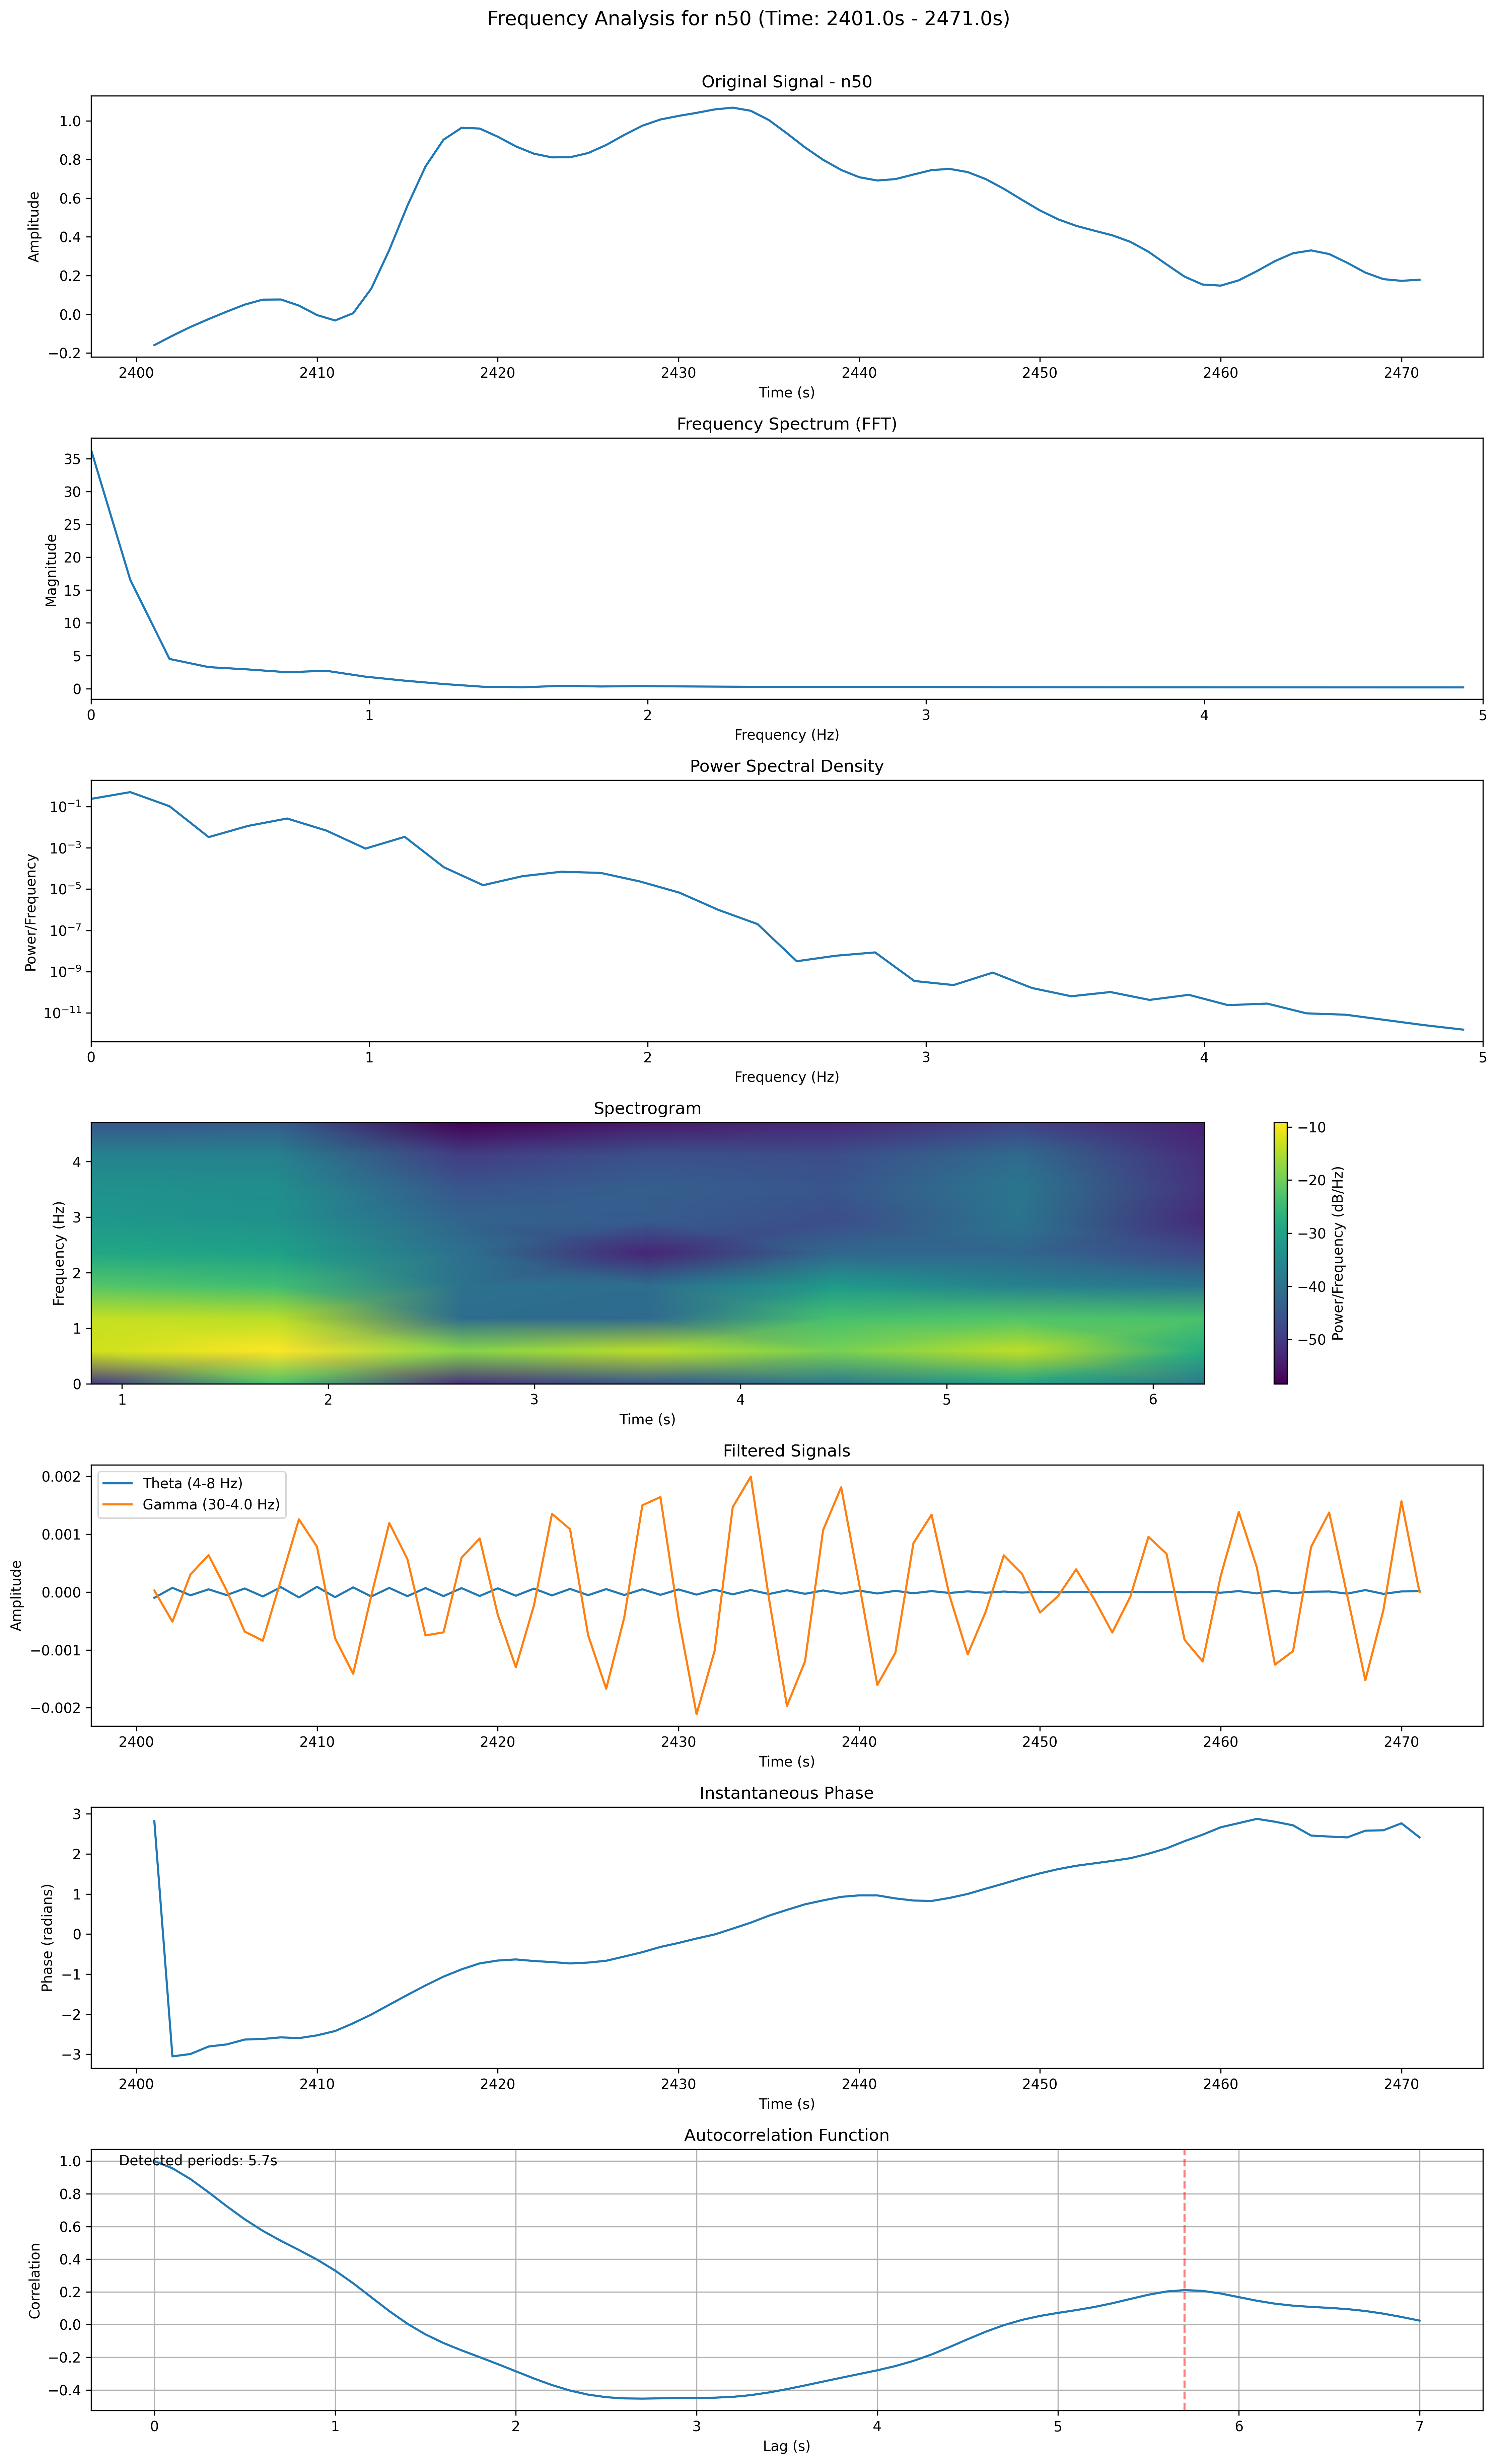 Frequency Analysis for n50 (Time: 2401.0s - 2471.0s)
Original Signal - n50
1.0
0.8
0.6
0.4
0.2
0.0
−0.2
Amplitude
2400 2410 2420 2430 2440 2450 2460 2470
Time (s)
Frequency Spectrum (FFT)
35
30
25
20
15
10
5
0
Magnitude
0 1 2 3 4 5
Frequency (Hz)
Power Spectral Density
10⁻¹
10⁻³
10⁻⁵
10⁻⁷
10⁻⁹
10⁻¹¹
Power/Frequency
0 1 2 3 4 5
Frequency (Hz)
Spectrogram
4
3
2
1
0
Frequency (Hz)
1 2 3 4 5 6
Time (s)
−10
−20
−30
−40
−50
Power/Frequency (dB/Hz)
Filtered Signals
Theta (4-8 Hz)
Gamma (30-4.0 Hz)
0.002
0.001
0.000
−0.001
−0.002
Amplitude
2400 2410 2420 2430 2440 2450 2460 2470
Time (s)
Instantaneous Phase
3
2
1
0
−1
−2
−3
Phase (radians)
2400 2410 2420 2430 2440 2450 2460 2470
Time (s)
Autocorrelation Function
Detected periods: 5.7s
1.0
0.8
0.6
0.4
0.2
0.0
−0.2
−0.4
Correlation
0 1 2 3 4 5 6 7
Lag (s)